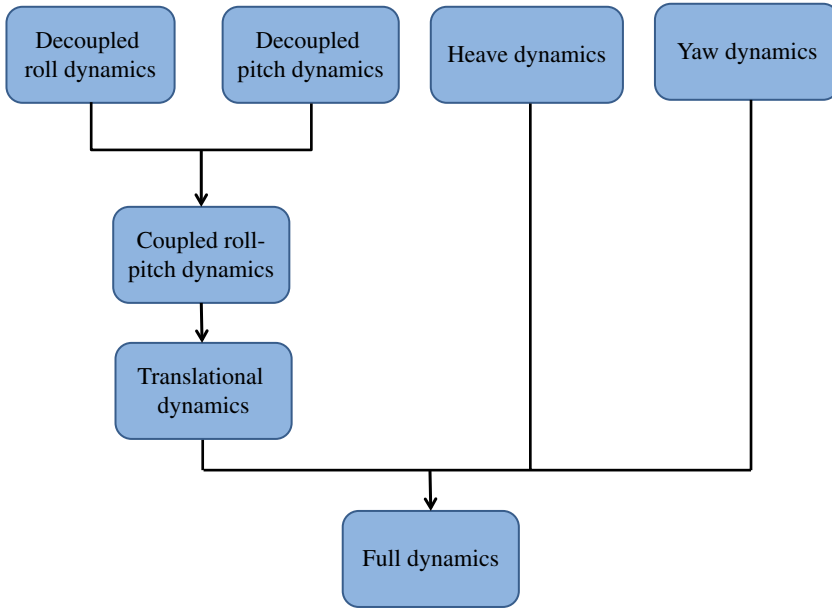 Decoupled
roll dynamics
Decoupled
pitch dynamics
Heave dynamics
Yaw dynamics
Coupled roll-
pitch dynamics
Translational
dynamics
Full dynamics